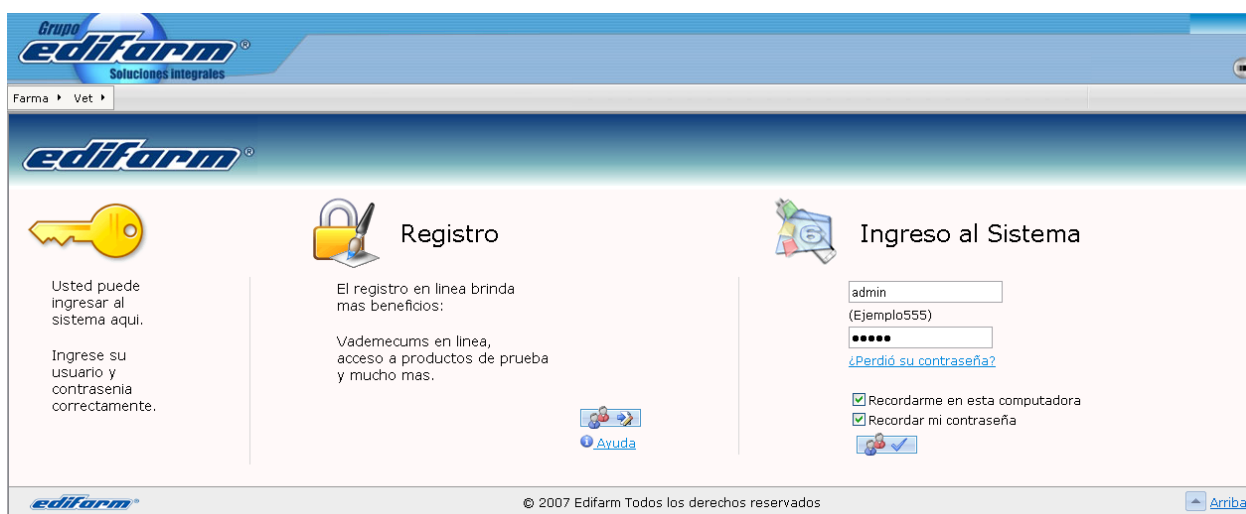 Grupo
edifarm®
Soluciones integrales
Farma Vet
edifarm®
Usted puede
ingresar al
sistema aqui.
Ingrese su
usuario y
contrasenia
correctamente.
Registro
El registro en linea brinda
mas beneficios:
Vademecums en linea,
acceso a productos de prueba
y mucho mas.
Ayuda
Ingreso al Sistema
admin
(Ejemplo555)
¿Perdió su contraseña?
Recordarme en esta computadora
Recordar mi contraseña
edifarm®
© 2007 Edifarm Todos los derechos reservados
Arriba